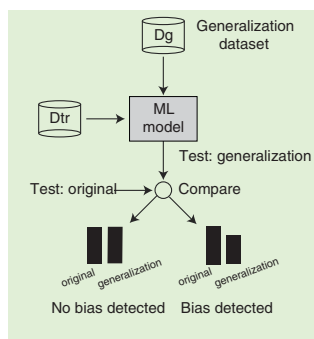 Dg
Generalization
dataset
Dtr
ML
model
Test: generalization
Test: original
Compare
original
generalization
original
generalization
No bias detected
Bias detected